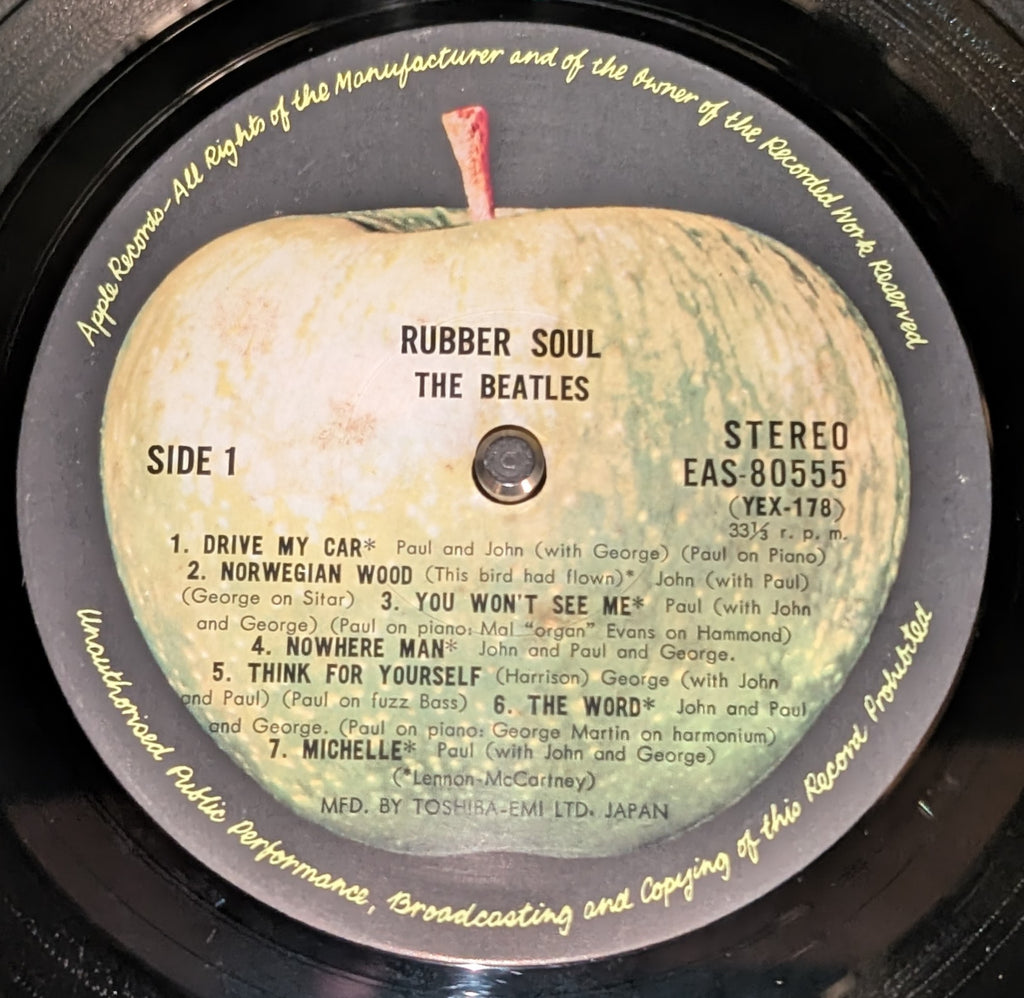 Apple Records - All Rights of the Manufacturer and of the Owner of the Recorded Work Reserved
RUBBER SOUL
THE BEATLES
SIDE 1
STEREO
EAS-80555
(YEX-178)
33⅓ r. p. m.
1. DRIVE MY CAR* Paul and John (with George) (Paul on Piano)
2. NORWEGIAN WOOD (This bird had flown)* John (with Paul)
(George on Sitar) 3. YOU WON'T SEE ME* Paul (with John
and George) (Paul on piano: Mal "organ" Evans on Hammond)
4. NOWHERE MAN* John and Paul and George.
5. THINK FOR YOURSELF (Harrison) George (with John
and Paul) (Paul on fuzz Bass) 6. THE WORD* John and Paul
and George. (Paul on piano: George Martin on harmonium)
7. MICHELLE* Paul (with John and George)
(*Lennon-McCartney)
MFD. BY TOSHIBA-EMI LTD. JAPAN
Unauthorised Public Performance, Broadcasting and Copying of this Record Prohibited